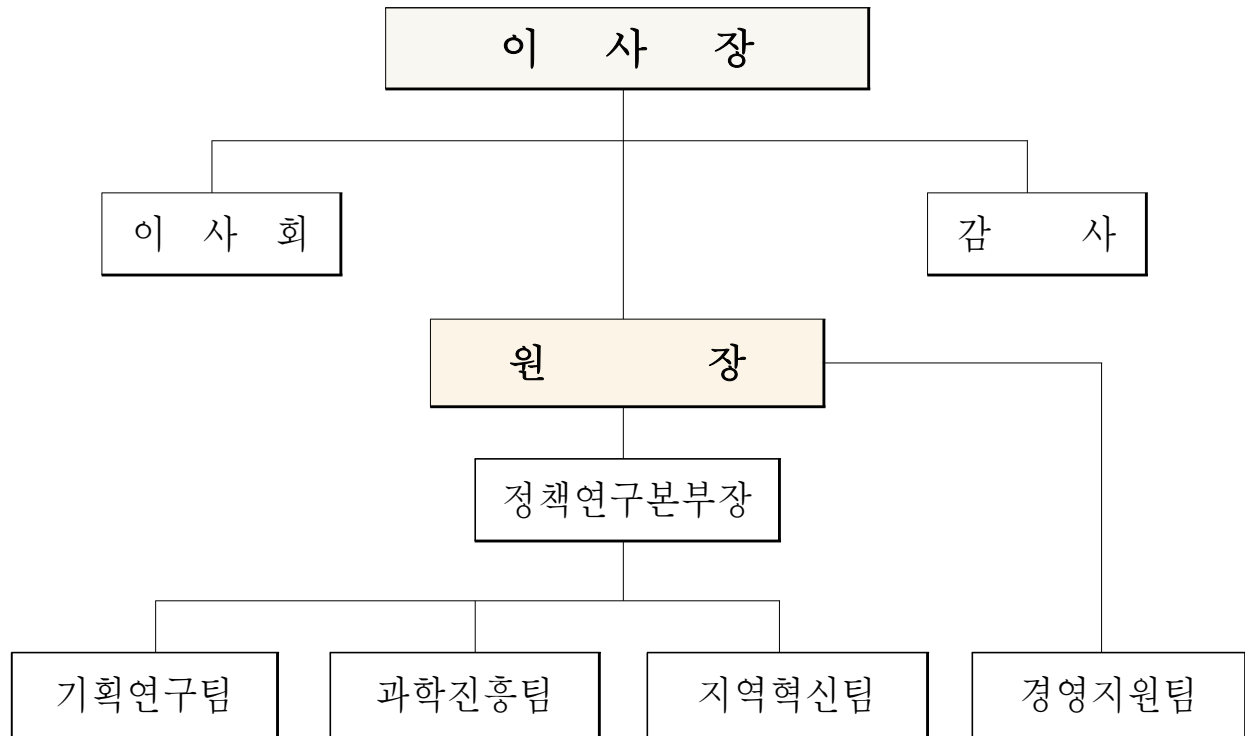 이 사 장
이 사 회
감 사
원 장
정책연구본부장
기획연구팀
과학진흥팀
지역혁신팀
경영지원팀